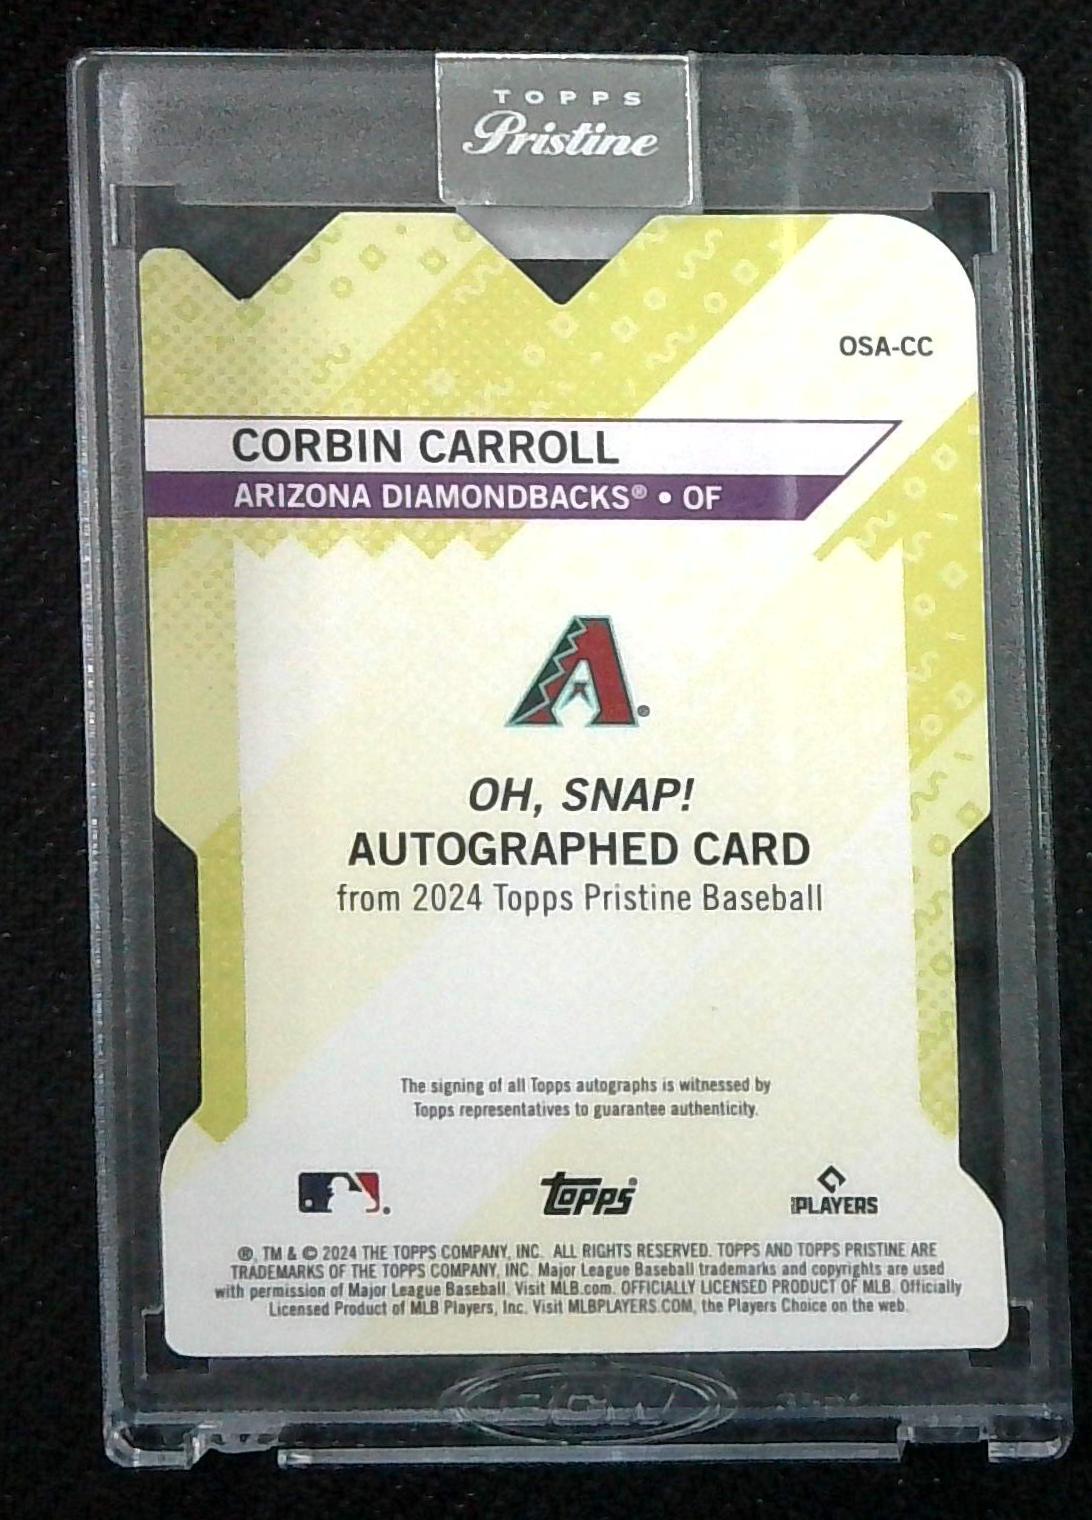 TOPPS
Pristine
OSA-CC
CORBIN CARROLL
ARIZONA DIAMONDBACKS® • OF
A
OH, SNAP!
AUTOGRAPHED CARD
from 2024 Topps Pristine Baseball
The signing of all Topps autographs is witnessed by
Topps representatives to guarantee authenticity.
topps® PLAYERS
®, TM & © 2024 THE TOPPS COMPANY, INC. ALL RIGHTS RESERVED. TOPPS AND TOPPS PRISTINE ARE
TRADEMARKS OF THE TOPPS COMPANY, INC. Major League Baseball trademarks and copyrights are used
with permission of Major League Baseball. Visit MLB.com. OFFICIALLY LICENSED PRODUCT OF MLB. Officially
Licensed Product of MLB Players, Inc. Visit MLBPLAYERS.COM, the Players Choice on the web.
BCW